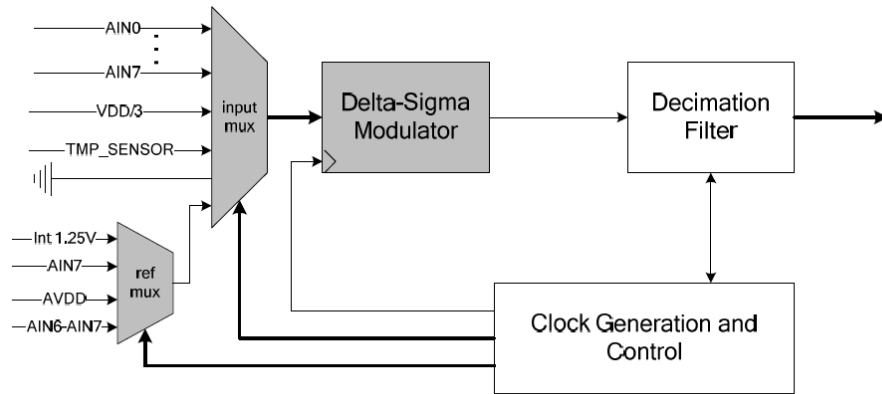 AIN0
AIN7
VDD/3
TMP_SENSOR
input
mux
Delta-Sigma
Modulator
Decimation
Filter
Int 1.25V
AIN7
AVDD
AIN6-AIN7
ref
mux
Clock Generation and
Control